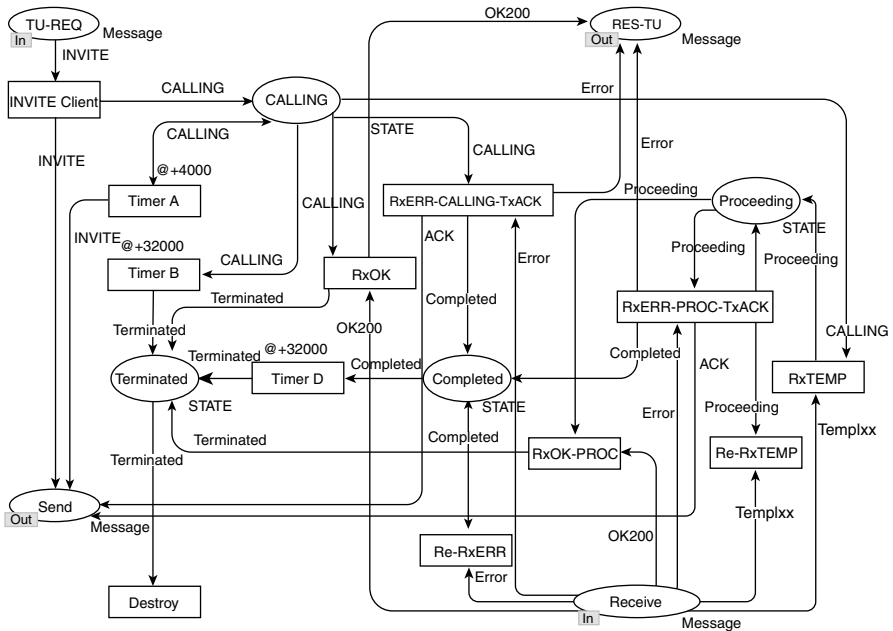 TU-REQ
In
Message
INVITE
OK200
RES-TU
Out
Message
INVITE Client
CALLING
CALLING
Error
CALLING
STATE
CALLING
Error
INVITE
@+4000
Timer A
CALLING
RxERR-CALLING-TxACK
Proceeding
Proceeding
STATE
INVITE
@+32000
Timer B
CALLING
RxOK
ACK
Error
Proceeding
Proceeding
Terminated
Completed
RxERR-PROC-TxACK
Terminated
OK200
CALLING
Terminated
@+32000
Completed
Completed
ACK
Terminated
Timer D
Completed
RxTEMP
STATE
STATE
Error
Proceeding
Terminated
Completed
Templxx
Terminated
RxOK-PROC
Re-RxTEMP
Send
Out
Message
Templxx
OK200
Re-RxERR
Error
Destroy
Receive
In
Message